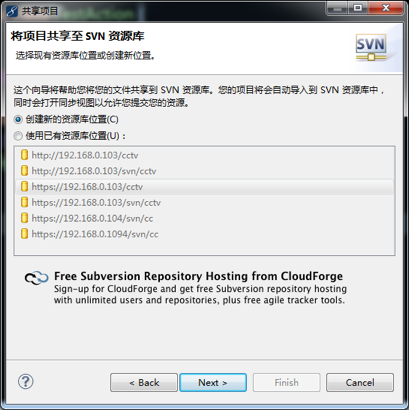 共享项目
将项目共享至 SVN 资源库
选择现有资源库位置或创建新位置。
SVN
这个向导将帮助您将您的文件共享到 SVN 资源库。您的项目将会自动导入到 SVN 资源库中,
同时会打开同步视图以允许您提交您的资源。
创建新的资源库位置(C)
使用已有资源库位置(U)：
http://192.168.0.103/cctv
http://192.168.0.103/svn/cctv
https://192.168.0.103/cctv
https://192.168.0.103/svn/cctv
https://192.168.0.104/svn/cc
https://192.168.0.1094/svn/cc
Free Subversion Repository Hosting from CloudForge
Sign-up for CloudForge and get free Subversion repository hosting
with unlimited users and repositories, plus free agile tracker tools.
?
< Back
Next >
Finish
Cancel